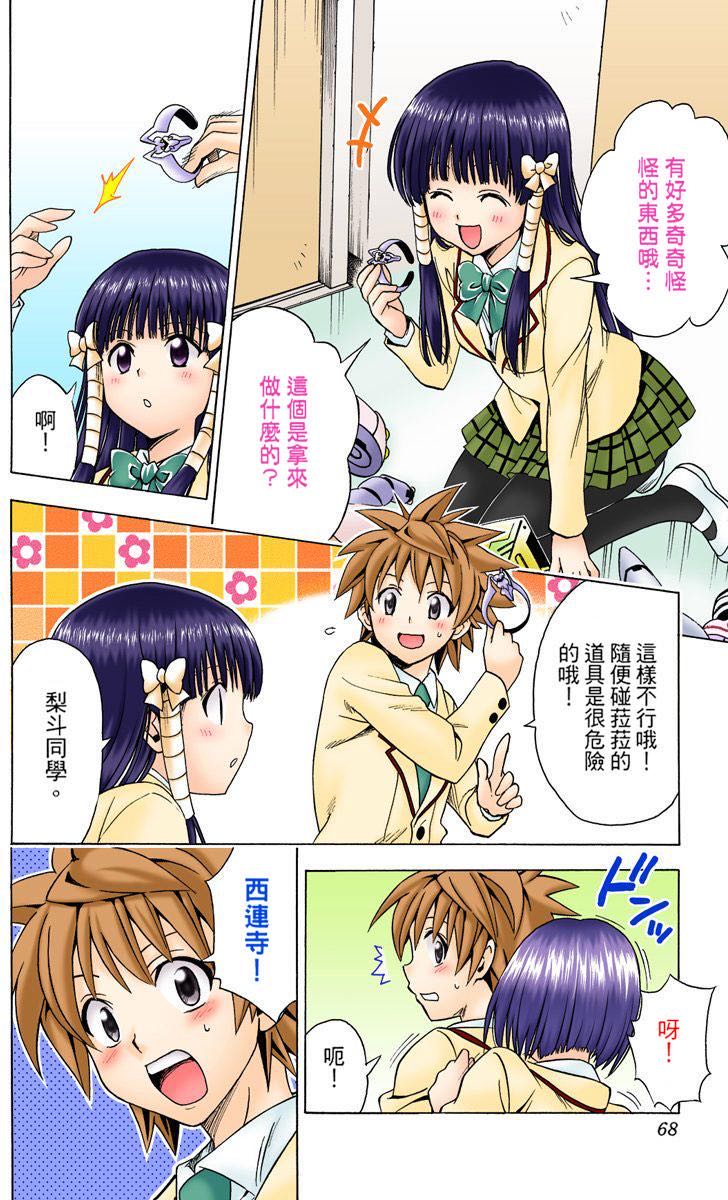 有好多奇奇怪
怪的東西哦…
這個是拿來
做什麼的？
啊！
這樣不行哦！
隨便碰菈菈的
道具是很危險
的哦！
梨斗同學。
ドンッ
呀！
呃！
西連寺！
68